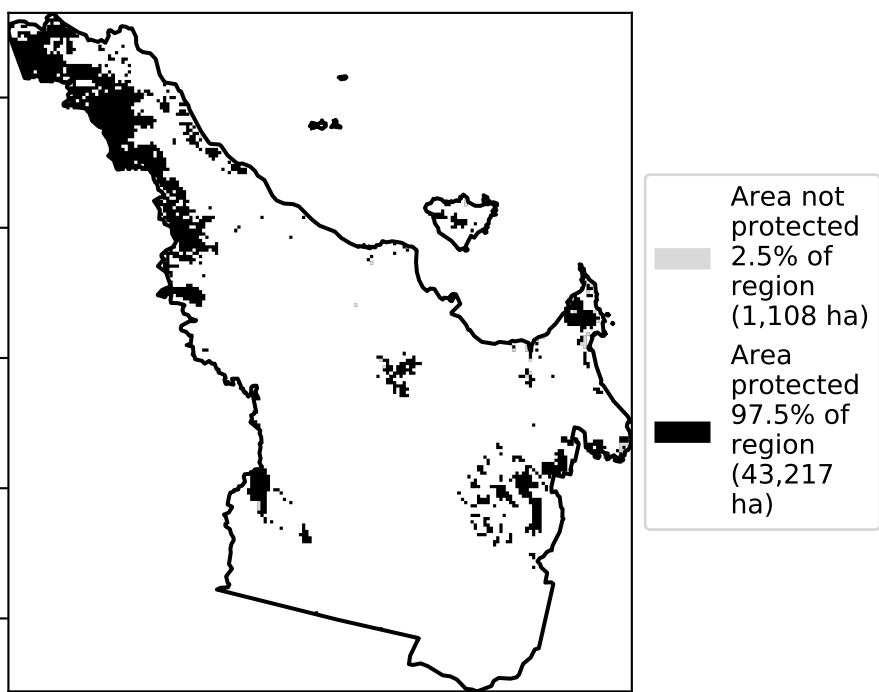 Area not
protected
2.5% of
region
(1,108 ha)
Area
protected
97.5% of
region
(43,217
ha)